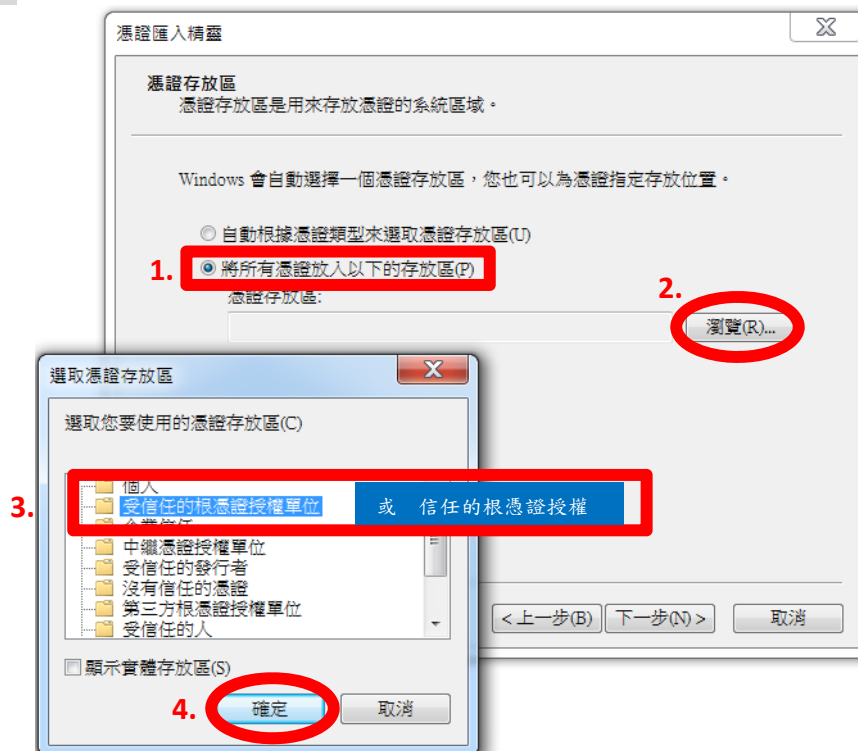 憑證匯入精靈
憑證存放區
憑證存放區是用來存放憑證的系統區域。
Windows 會自動選擇一個憑證存放區，您也可以為憑證指定存放位置。
自動根據憑證類型來選取憑證存放區(U)
1.
將所有憑證放入以下的存放區(P)
憑證存放區:
2.
瀏覽(R)...
選取憑證存放區
X
選取您要使用的憑證存放區(C)
3.
個人
受信任的根憑證授權單位
或 信任的根憑證授權
企業信任
中繼憑證授權單位
受信任的發行者
沒有信任的憑證
第三方根憑證授權單位
受信任的人
<上一步(B)
下一步(N) >
取消
顯示實體存放區(S)
4.
確定
取消